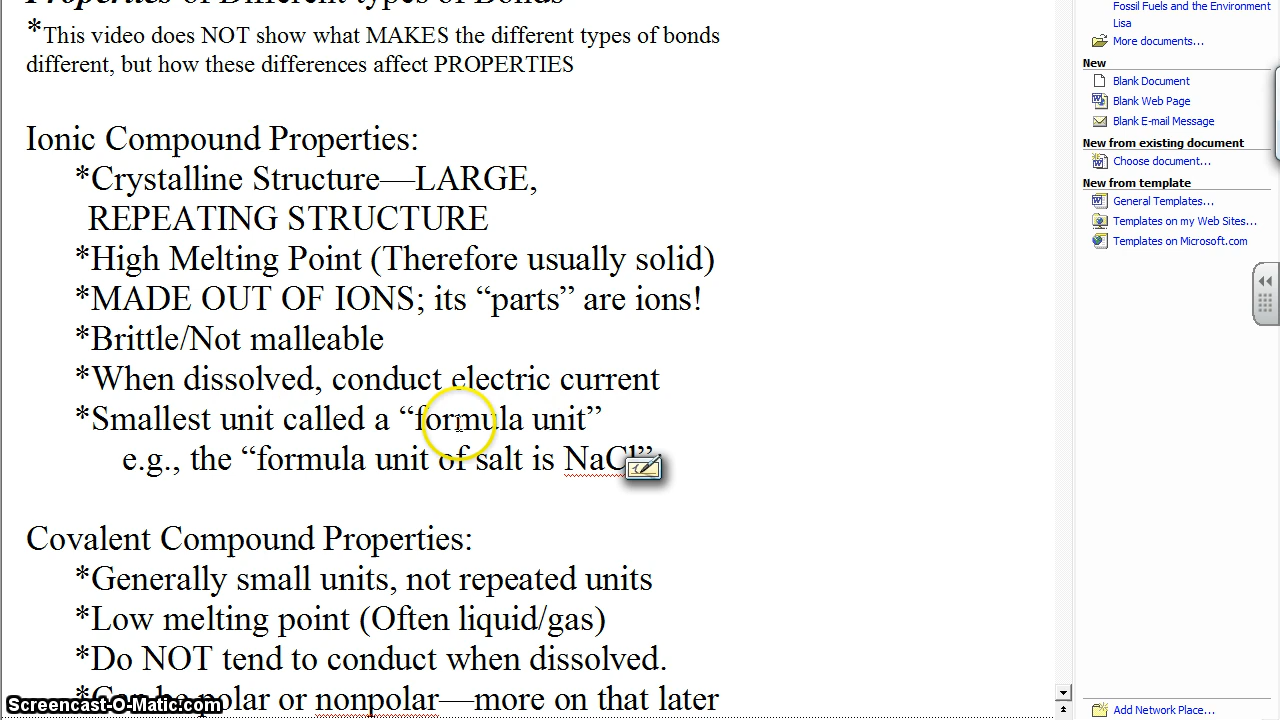 Properties of Different types of Bonds
*This video does NOT show what MAKES the different types of bonds
different, but how these differences affect PROPERTIES
Ionic Compound Properties:
*Crystalline Structure—LARGE,
REPEATING STRUCTURE
*High Melting Point (Therefore usually solid)
*MADE OUT OF IONS; its “parts” are ions!
*Brittle/Not malleable
*When dissolved, conduct electric current
*Smallest unit called a “formula unit”
e.g., the “formula unit of salt is NaCl”
Covalent Compound Properties:
*Generally small units, not repeated units
*Low melting point (Often liquid/gas)
*Do NOT tend to conduct when dissolved.
*Can be polar or nonpolar—more on that later
Screencast-O-Matic.com
Fossil Fuels and the Environment
Lisa
More documents...
New
Blank Document
Blank Web Page
Blank E-mail Message
New from existing document
Choose document...
New from template
General Templates...
Templates on my Web Sites...
Templates on Microsoft.com
Add Network Place...